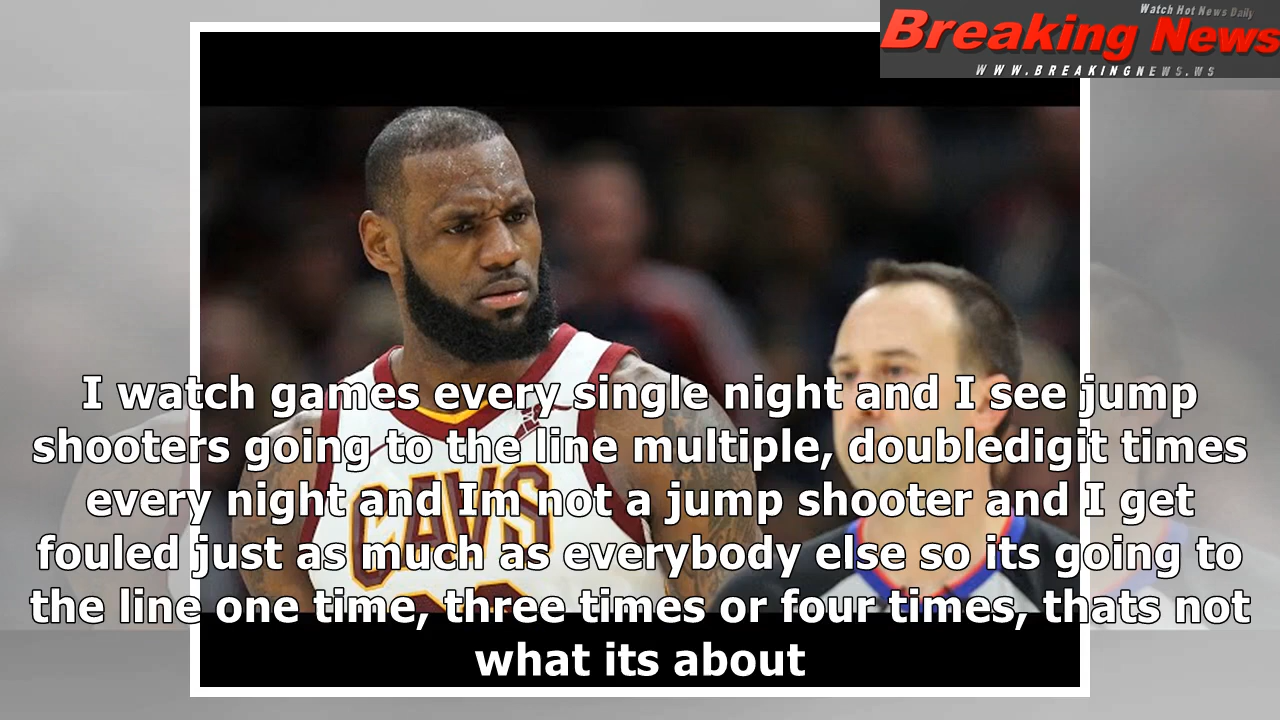 Watch Hot News Daily
Breaking News
WWW.BREAKINGNEWS.WS
I watch games every single night and I see jump
shooters going to the line multiple, doubledigit times
every night and Im not a jump shooter and I get
fouled just as much as everybody else so its going to
the line one time, three times or four times, thats not
what its about
CAVS